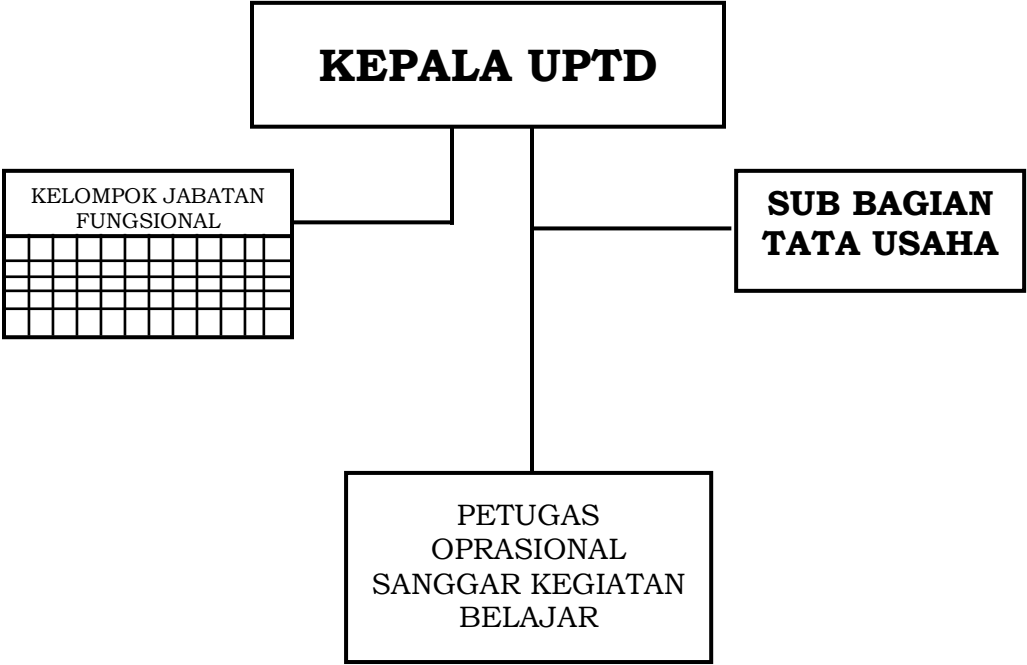 KEPALA UPTD
KELOMPOK JABATAN
FUNGSIONAL
SUB BAGIAN
TATA USAHA
PETUGAS
OPRASIONAL
SANGGAR KEGIATAN
BELAJAR